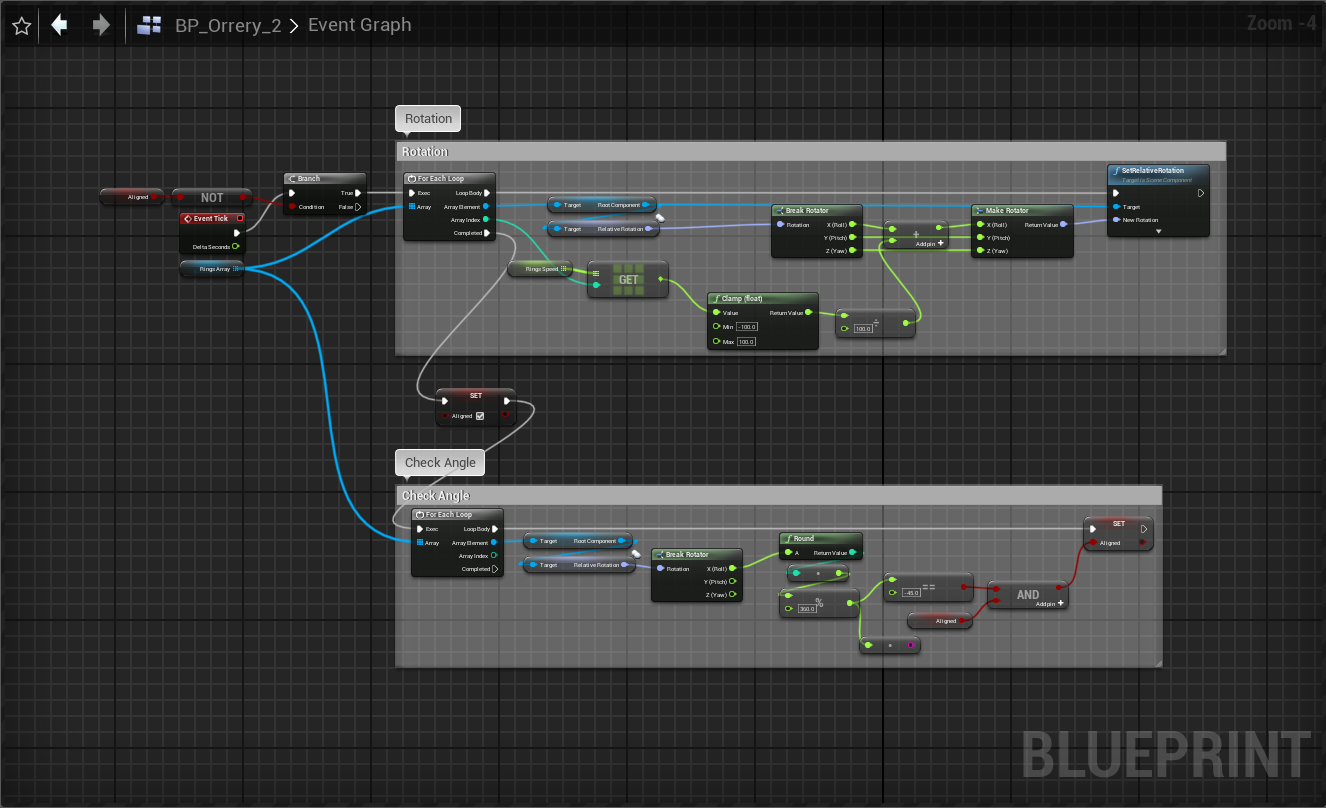 BP_Orrery_2 > Event Graph
Zoom -4
Rotation
Rotation
Aligned
NOT
Branch
True
Condition
False
Event Tick
Delta Seconds
Rings Array
For Each Loop
Exec
Loop Body
Array
Array Element
Array Index
Completed
Target
Root Component
Target
Relative Rotation
Rings Speed
GET
Break Rotator
Rotation
X (Roll)
Y (Pitch)
Z (Yaw)
+
Add pin +
Make Rotator
X (Roll)
Return Value
Y (Pitch)
Z (Yaw)
SetRelativeRotation
Target is Scene Component
Target
New Rotation
Clamp (float)
Value
Return Value
Min
-100.0
Max
100.0
÷
100.0
SET
Aligned
Check Angle
Check Angle
For Each Loop
Exec
Loop Body
Array
Array Element
Array Index
Completed
Target
Root Component
Target
Relative Rotation
Break Rotator
Rotation
X (Roll)
Y (Pitch)
Z (Yaw)
Round
A
Return Value
%
360.0
==
-45.0
Aligned
AND
Add pin +
SET
Aligned
BLUEPRINT